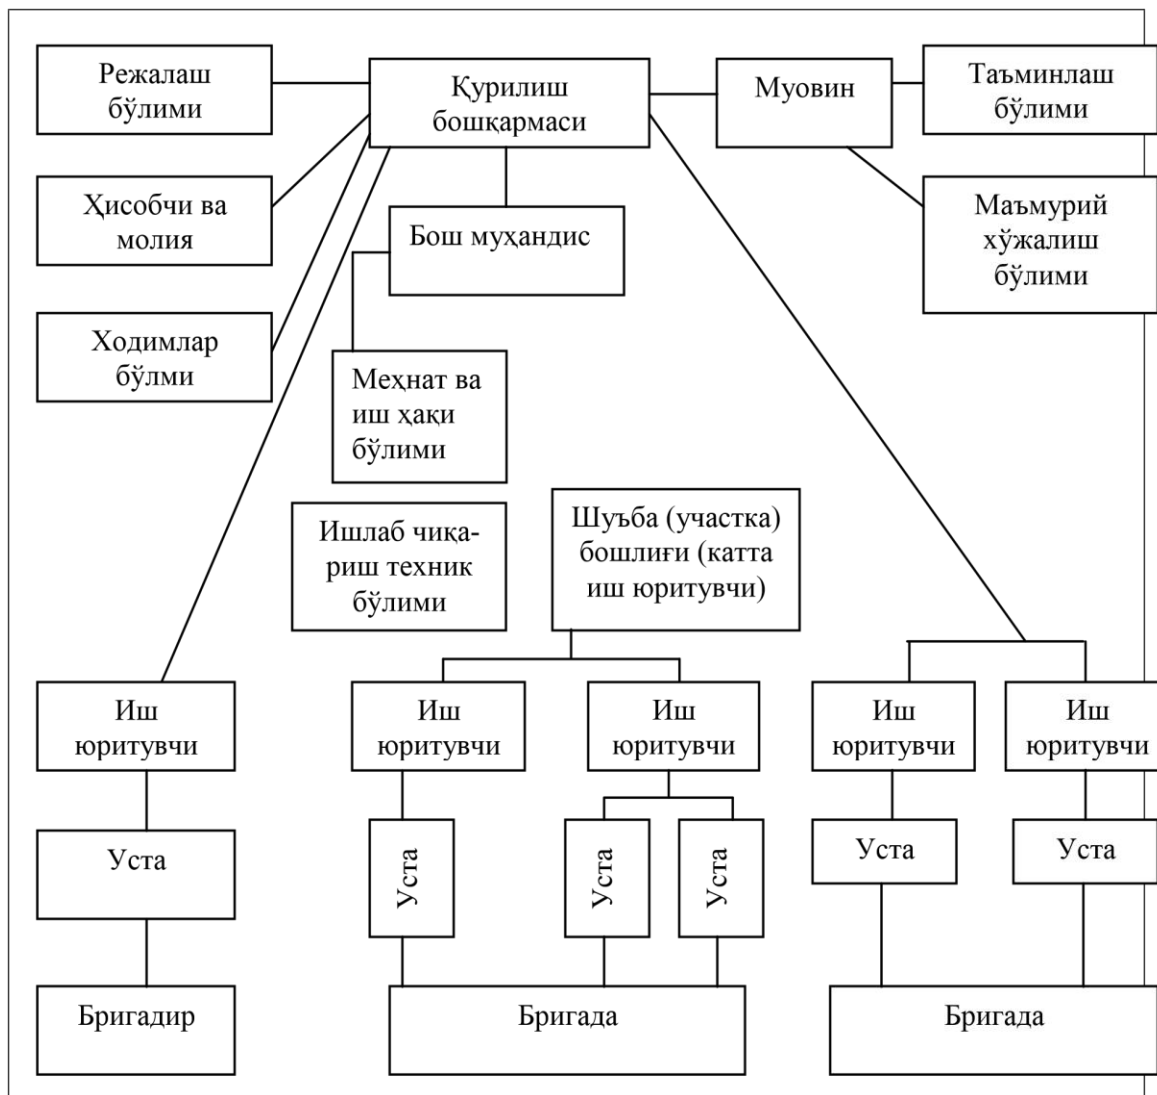 Режалаш
бўлими
Қурилиш
бошқармаси
Муовин
Таъминлаш
бўлими
Ҳисобчи ва
молия
Бош муҳандис
Маъмурий
хўжалиш
бўлими
Ходимлар
бўлми
Меҳнат ва
иш ҳақи
бўлими
Ишлаб чиқа-
риш техник
бўлими
Шуъба (участка)
бошлиғи (катта
иш юритувчи)
Иш
юритувчи
Иш
юритувчи
Иш
юритувчи
Иш
юритувчи
Иш
юритувчи
Уста
Уста
Уста
Уста
Уста
Уста
Бригадир
Бригада
Бригада